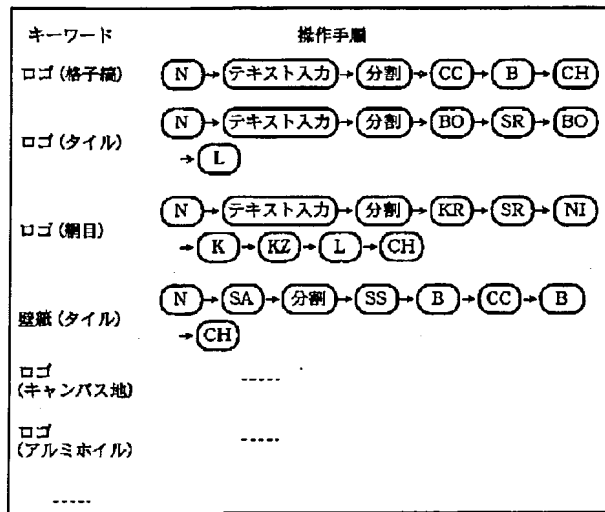 キーワード 操作手順
ロゴ(格子縞) N→テキスト入力→分割→CC→B→CH
ロゴ(タイル) N→テキスト入力→分割→BO→SR→BO
→L
ロゴ(網目) N→テキスト入力→分割→KR→SR→NI
→K→KZ→L→CH
壁紙(タイル) N→SA→分割→SS→B→CC→B
→CH
ロゴ
(キャンバス地) -----
ロゴ
(アルミホイル) -----
-----